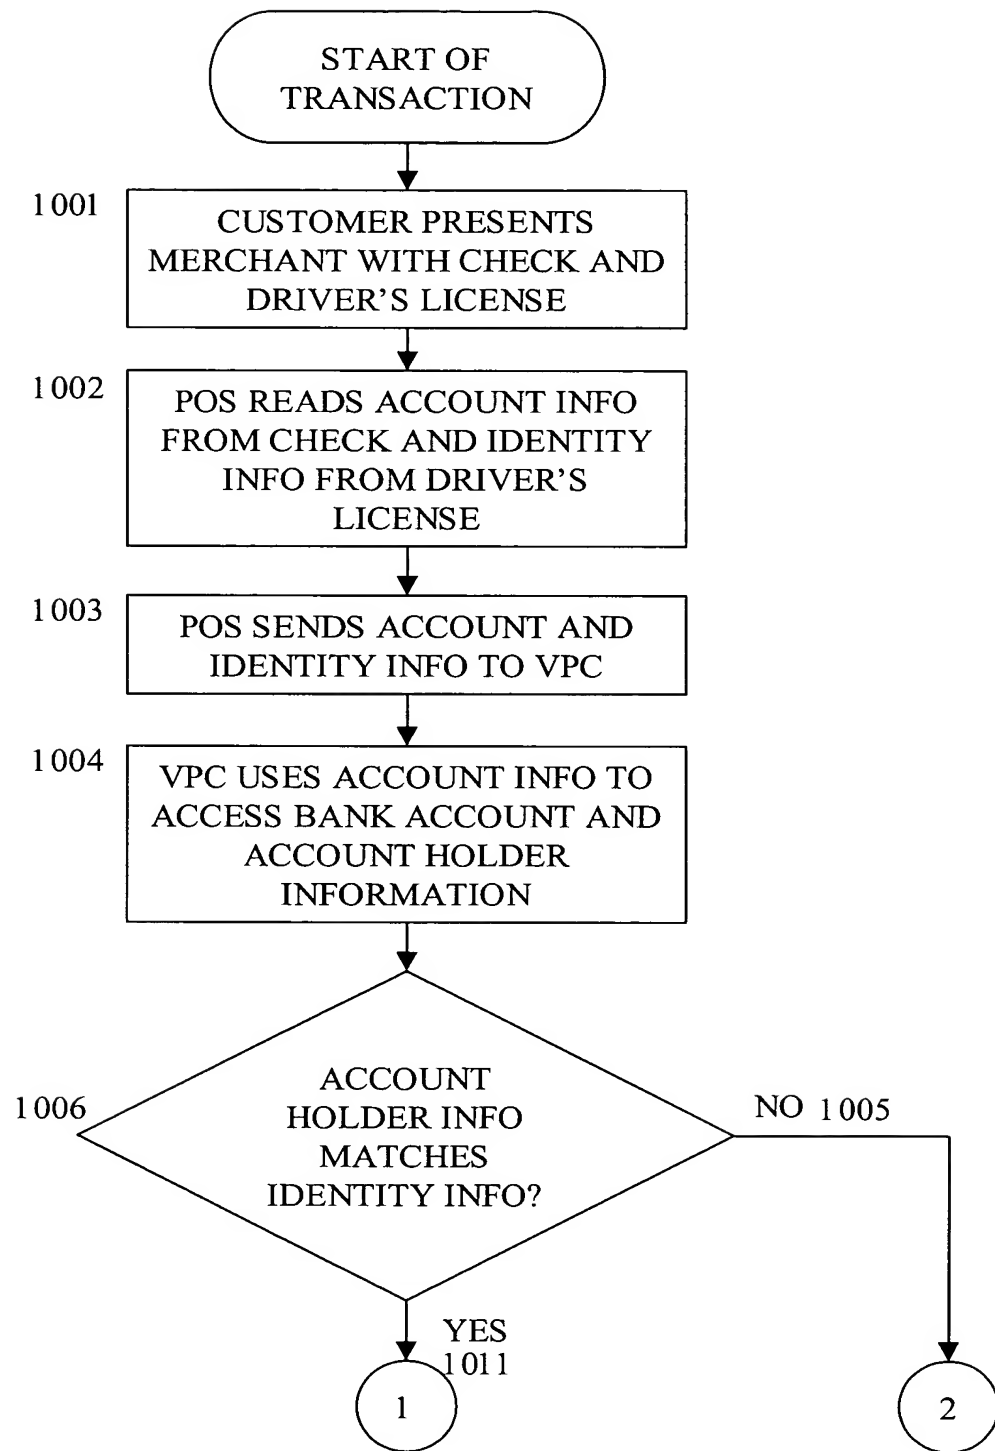 START OF
TRANSACTION
1001
CUSTOMER PRESENTS
MERCHANT WITH CHECK AND
DRIVER'S LICENSE
1002
POS READS ACCOUNT INFO
FROM CHECK AND IDENTITY
INFO FROM DRIVER'S
LICENSE
1003
POS SENDS ACCOUNT AND
IDENTITY INFO TO VPC
1004
VPC USES ACCOUNT INFO TO
ACCESS BANK ACCOUNT AND
ACCOUNT HOLDER
INFORMATION
1006
ACCOUNT
HOLDER INFO
MATCHES
IDENTITY INFO?
NO 1005
YES
1011
1
2